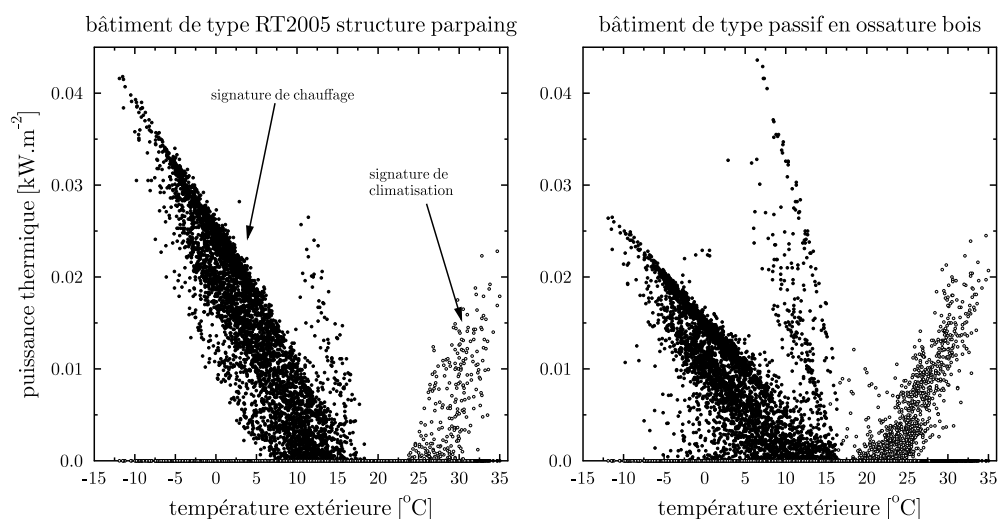 bâtiment de type RT2005 structure parpaing
bâtiment de type passif en ossature bois
puissance thermique [kW.m⁻²]
0.04
0.03
0.02
0.01
0.0
signature de chauffage
signature de
climatisation
-15 -10 -5 0 5 10 15 20 25 30 35
température extérieure [°C]
0.04
0.03
0.02
0.01
0.0
-15 -10 -5 0 5 10 15 20 25 30 35
température extérieure [°C]